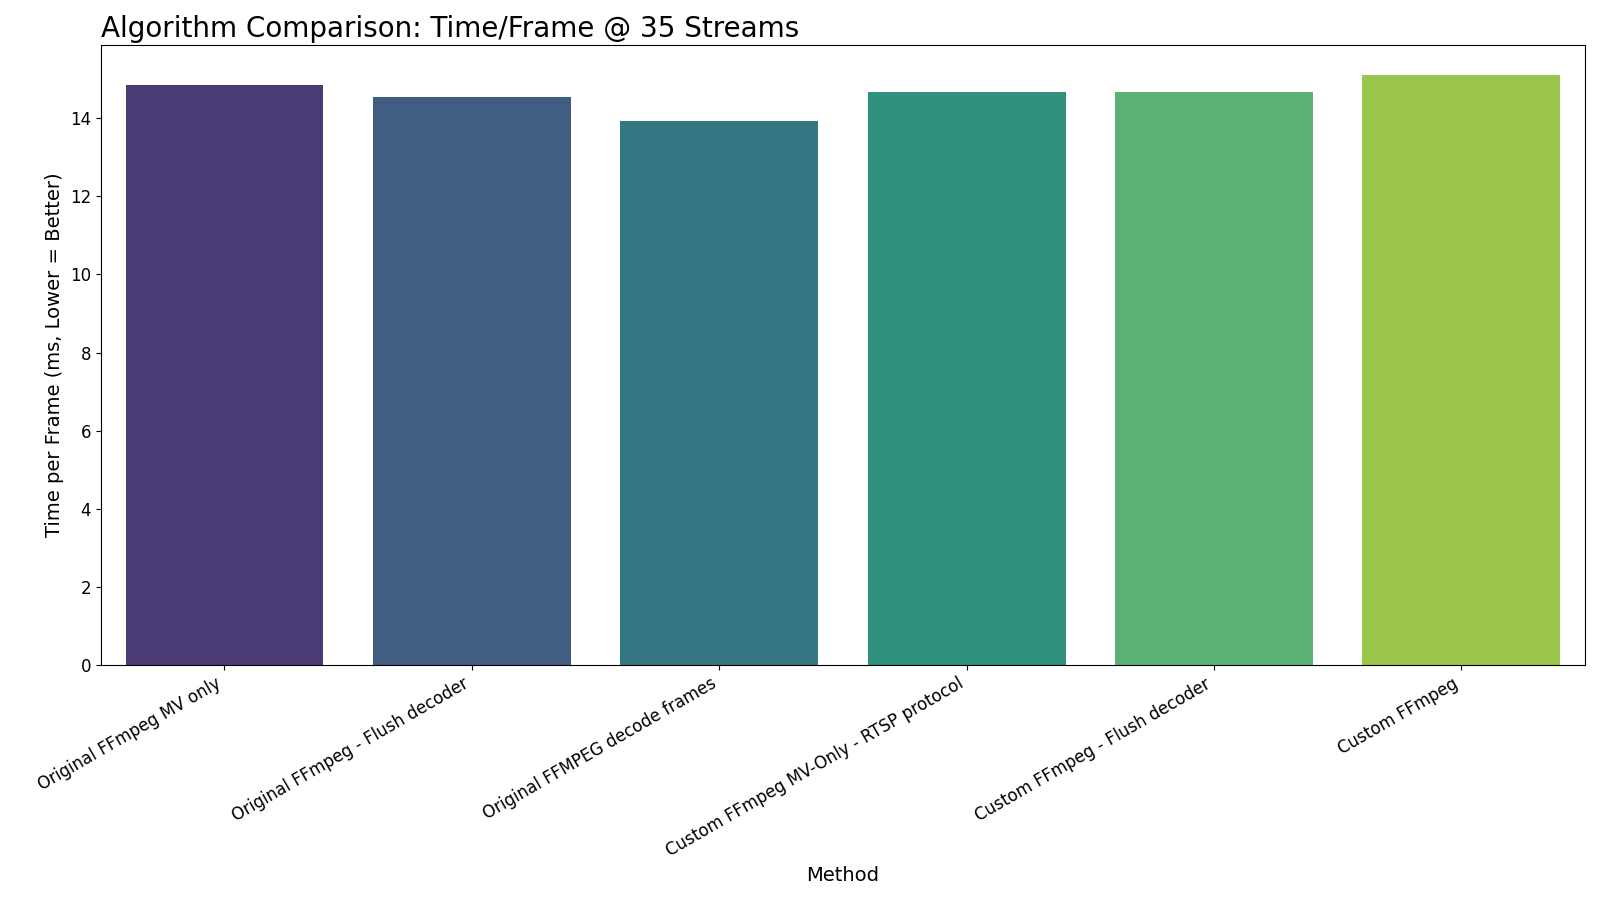 Algorithm Comparison: Time/Frame @ 35 Streams
Time per Frame (ms, Lower = Better)
14
12
10
8
6
4
2
0
Original FFmpeg MV only
Original FFmpeg - Flush decoder
Original FFMPEG decode frames
Custom FFmpeg MV-Only - RTSP protocol
Custom FFmpeg - Flush decoder
Custom FFmpeg
Method